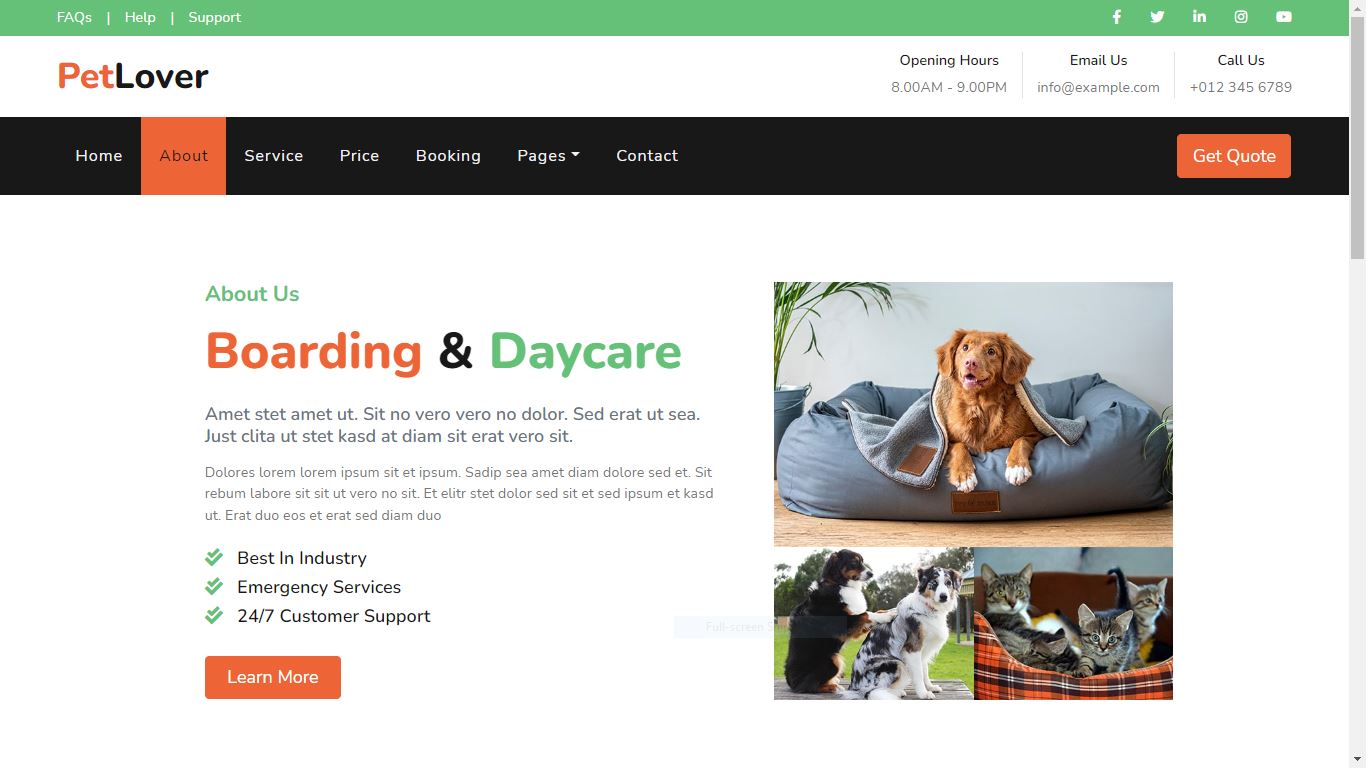 FAQs | Help | Support
PetLover
Opening Hours
8.00AM - 9.00PM
Email Us
info@example.com
Call Us
+012 345 6789
Home
About
Service
Price
Booking
Pages
Contact
Get Quote
About Us
Boarding & Daycare
Amet stet amet ut. Sit no vero vero no dolor. Sed erat ut sea.
Just clita ut stet kasd at diam sit erat vero sit.
Dolores lorem lorem ipsum sit et ipsum. Sadip sea amet diam dolore sed et. Sit
rebum labore sit sit ut vero no sit. Et elitr stet dolor sed sit et sed ipsum et kasd
ut. Erat duo eos et erat sed diam duo
Best In Industry
Emergency Services
24/7 Customer Support
Learn More
Full-screen